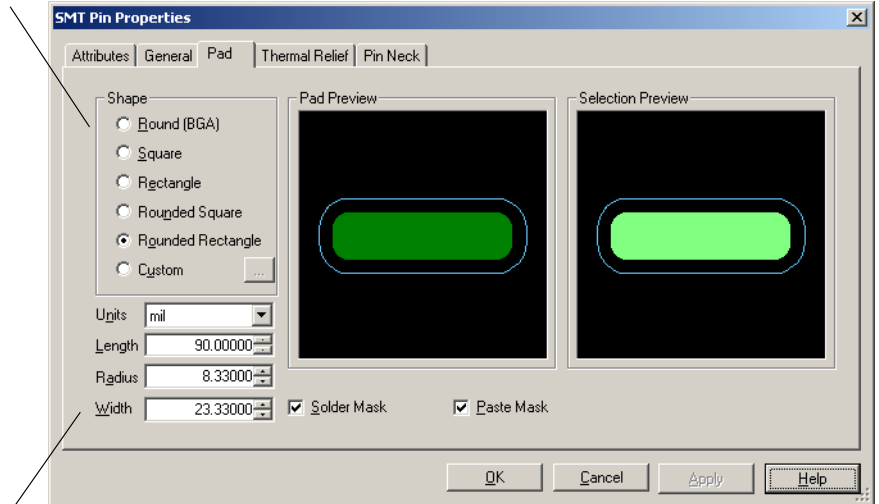 SMT Pin Properties
Attributes General Pad Thermal Relief Pin Neck
Shape
Round (BGA)
Square
Rectangle
Rounded Square
Rounded Rectangle
Custom ...
Units mil
Length 90.00000
Radius 8.33000
Width 23.33000
Pad Preview
Selection Preview
Solder Mask Paste Mask
OK Cancel Apply Help